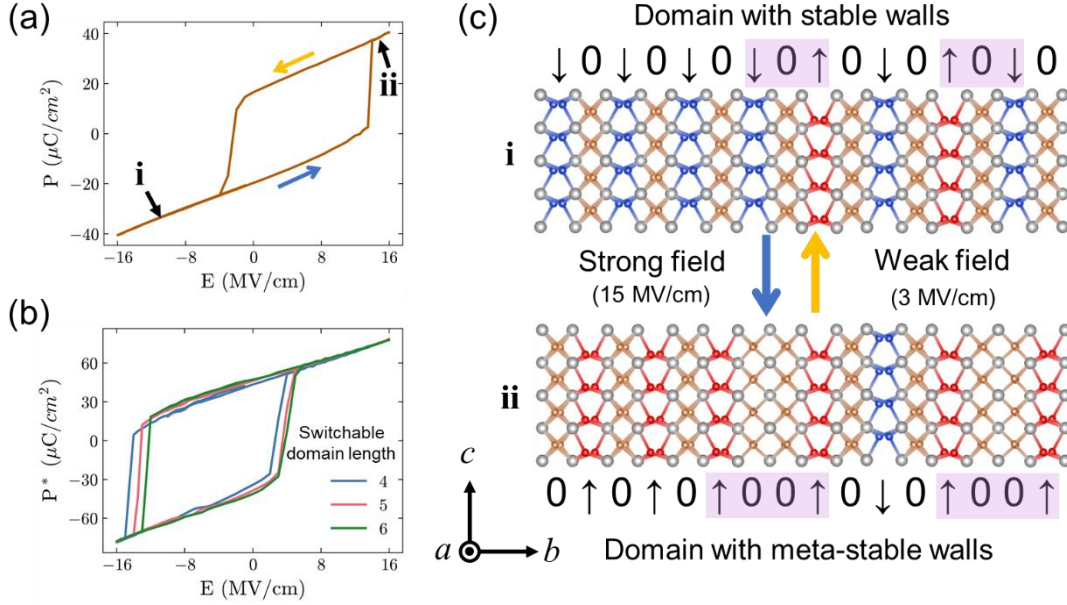 (a)
40
20
0
−20
−40
P (μC/cm²)
i
ii
−16 −8 0 8 16
E (MV/cm)
(b)
60
30
0
−30
−60
P* (μC/cm²)
Switchable
domain length
4
5
6
−16 −8 0 8 16
E (MV/cm)
(c)
Domain with stable walls
↓ 0 ↓ 0 ↓ 0 ↓ 0 ↑ 0 ↓ 0 ↑ 0 ↓ 0
i
Strong field
(15 MV/cm)
Weak field
(3 MV/cm)
ii
0 ↑ 0 ↑ 0 ↑ 0 0 ↑ 0 ↓ 0 ↑ 0 0 ↑
c
a
b
Domain with meta-stable walls